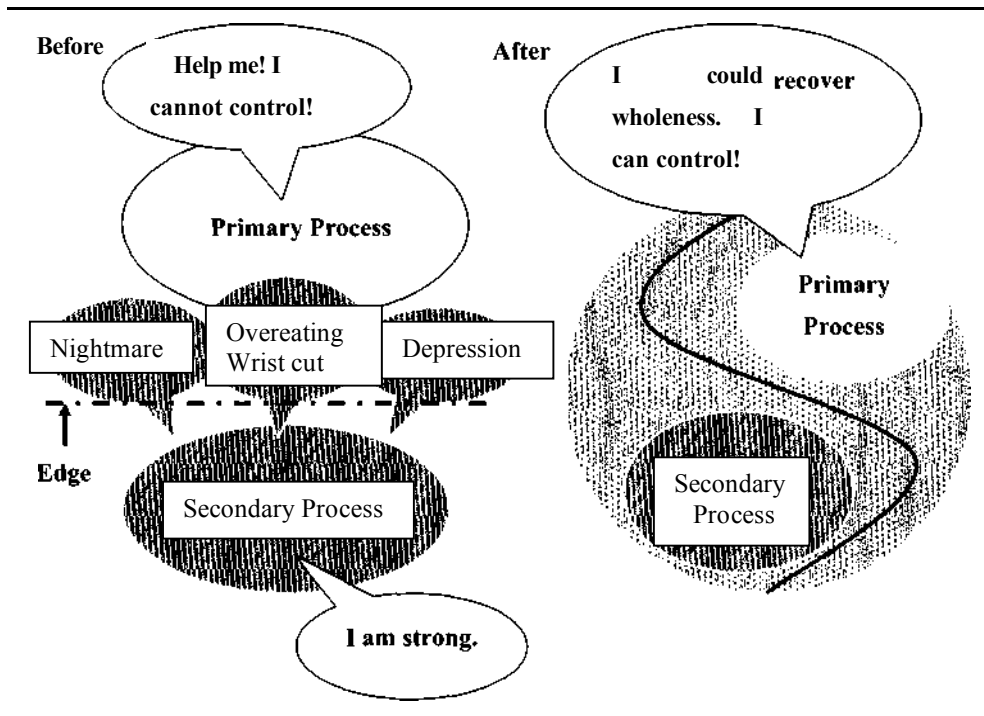 Before
Help me! I
cannot control!
Primary Process
Nightmare
Overeating
Wrist cut
Depression
Edge
Secondary Process
I am strong.
After
I could recover
wholeness. I
can control!
Primary
Process
Secondary
Process